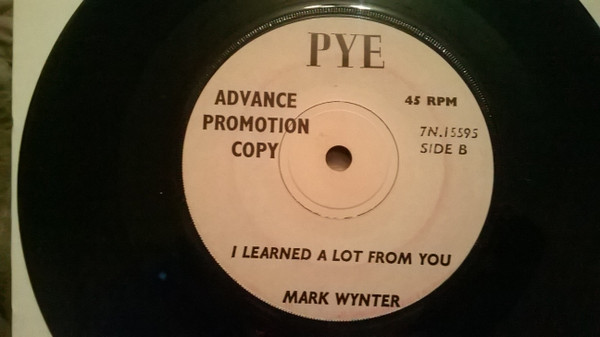 PYE
ADVANCE
PROMOTION
COPY
45 RPM
7N.15595
SIDE B
I LEARNED A LOT FROM YOU
MARK WYNTER